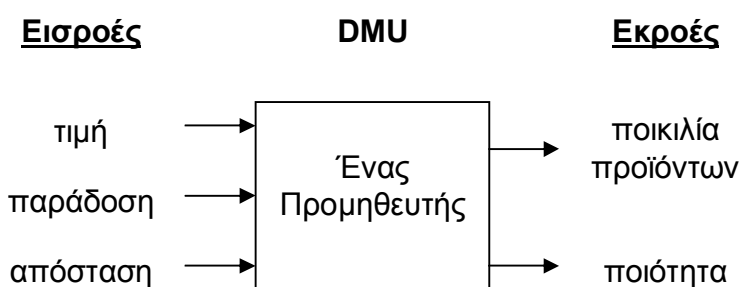 Εισροές DMU Εκροές
τιμή
παράδοση
απόσταση
Ένας
Προμηθευτής
ποικιλία
προϊόντων
ποιότητα